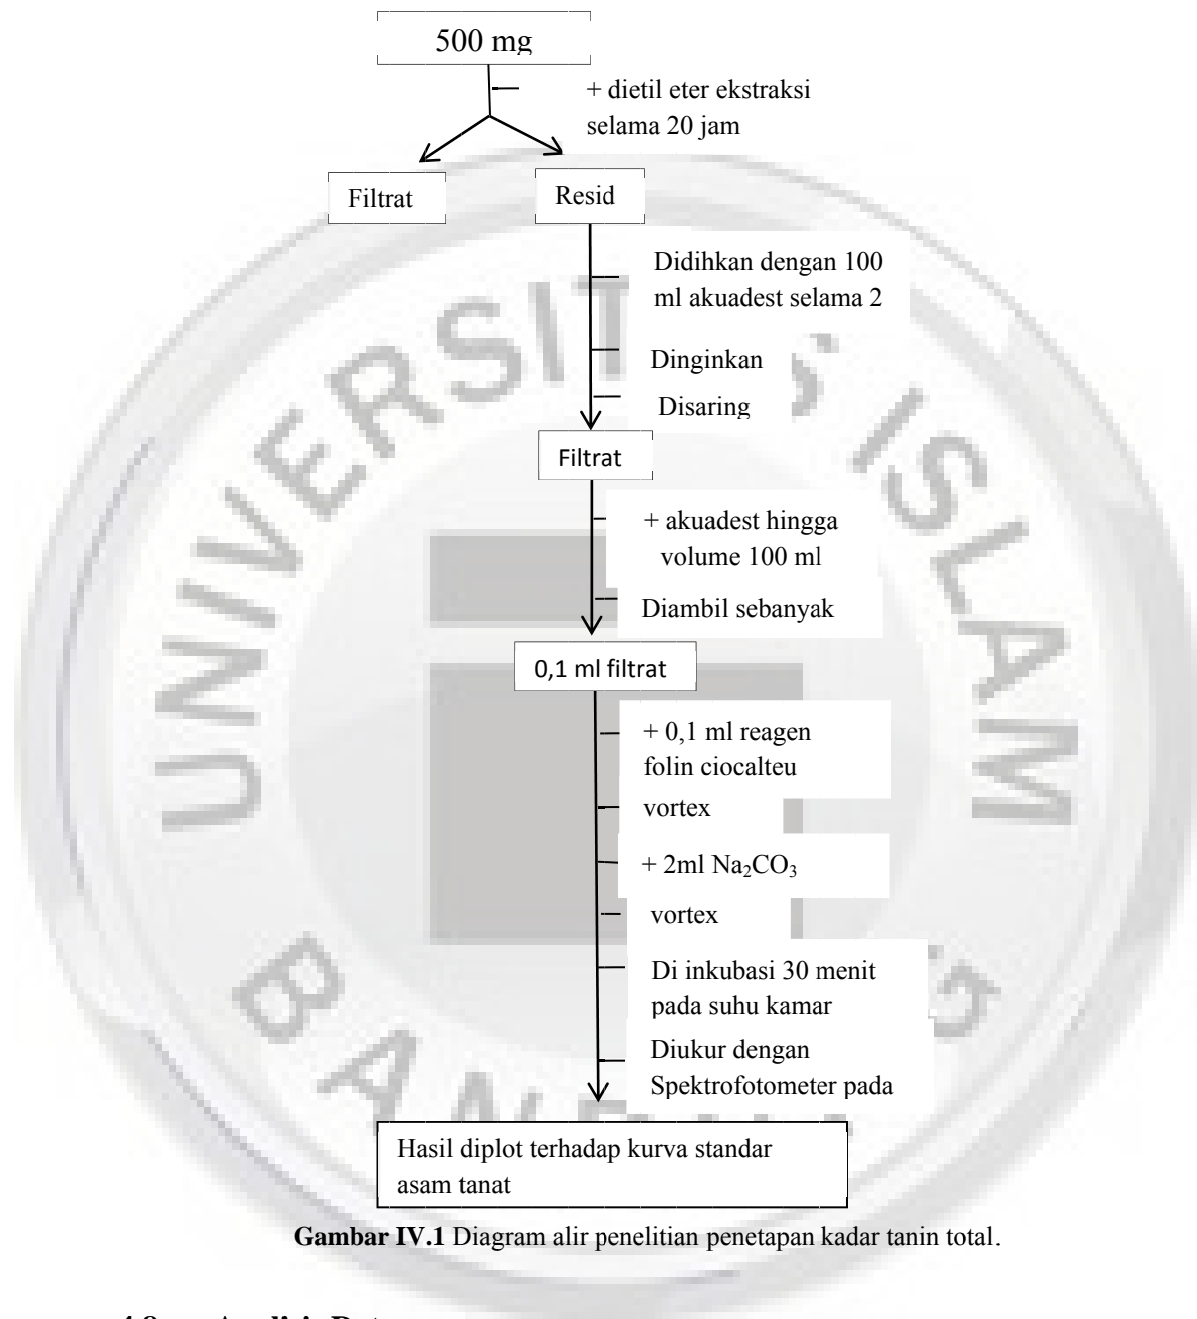 500 mg
+ dietil eter ekstraksi
selama 20 jam
Filtrat
Resid
Didihkan dengan 100
ml akuadest selama 2
Dinginkan
Disaring
Filtrat
+ akuadest hingga
volume 100 ml
Diambil sebanyak
0,1 ml filtrat
+ 0,1 ml reagen
folin ciocalteu
vortex
+ 2ml Na₂CO₃
vortex
Di inkubasi 30 menit
pada suhu kamar
Diukur dengan
Spektrofotometer pada
Hasil diplot terhadap kurva standar
asam tanat
Gambar IV.1 Diagram alir penelitian penetapan kadar tanin total.
UNIVERSIT S ISLAM